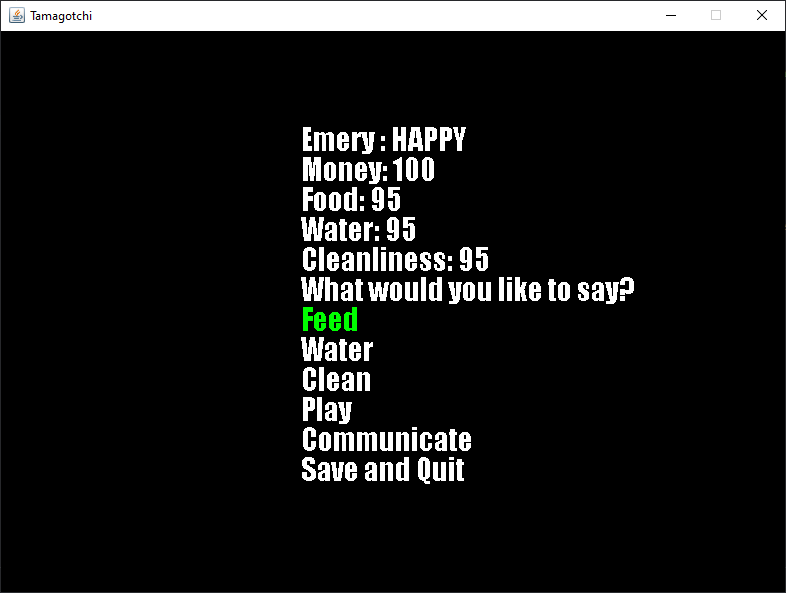 Tamagotchi
Emery : HAPPY
Money: 100
Food: 95
Water: 95
Cleanliness: 95
What would you like to say?
Feed
Water
Clean
Play
Communicate
Save and Quit